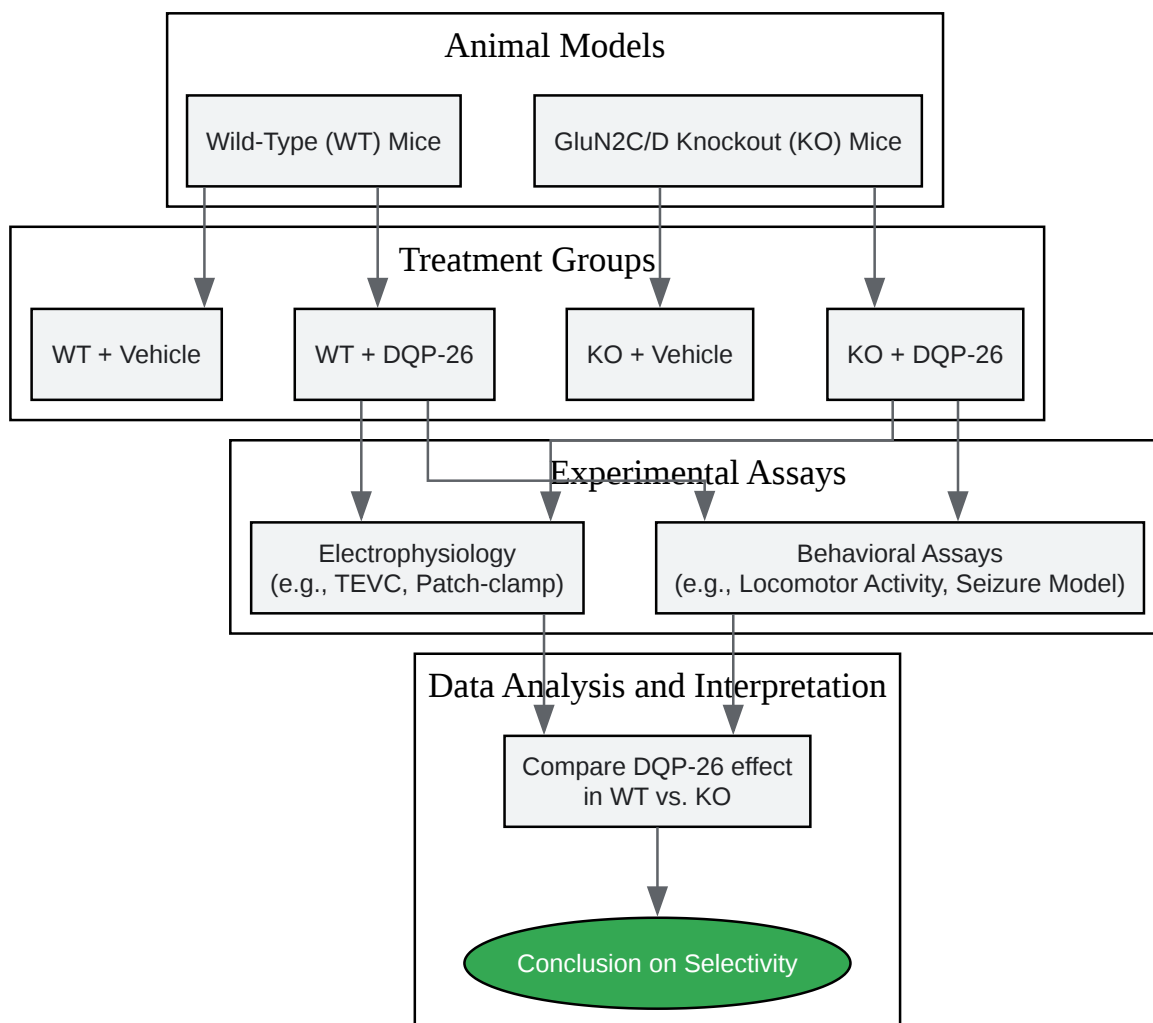 Animal Models
Wild-Type (WT) Mice
GluN2C/D Knockout (KO) Mice
Treatment Groups
WT + Vehicle
WT + DQP-26
KO + Vehicle
KO + DQP-26
Experimental Assays
Electrophysiology
(e.g., TEVC, Patch-clamp)
Behavioral Assays
(e.g., Locomotor Activity, Seizure Model)
Data Analysis and Interpretation
Compare DQP-26 effect
in WT vs. KO
Conclusion on Selectivity